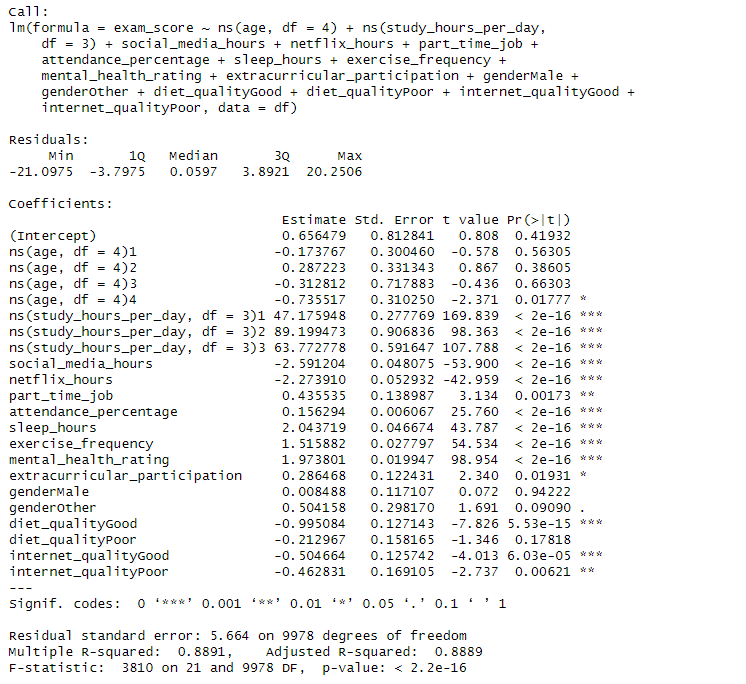 Call:
lm(formula = exam_score ~ ns(age, df = 4) + ns(study_hours_per_day,
    df = 3) + social_media_hours + netflix_hours + part_time_job +
    attendance_percentage + sleep_hours + exercise_frequency +
    mental_health_rating + extracurricular_participation + genderMale +
    genderOther + diet_qualityGood + diet_qualityPoor + internet_qualityGood +
    internet_qualityPoor, data = df)

Residuals:
     Min       1Q   Median       3Q      Max
-21.0975  -3.7975   0.0597   3.8921  20.2506

Coefficients:
                                  Estimate Std. Error t value Pr(>|t|)
(Intercept)                       0.656479   0.812841   0.808  0.41932
ns(age, df = 4)1                 -0.173767   0.300460  -0.578  0.56305
ns(age, df = 4)2                  0.287223   0.331343   0.867  0.38605
ns(age, df = 4)3                 -0.312812   0.717883  -0.436  0.66303
ns(age, df = 4)4                 -0.735517   0.310250  -2.371  0.01777 *
ns(study_hours_per_day, df = 3)1 47.175948   0.277769 169.839  < 2e-16 ***
ns(study_hours_per_day, df = 3)2 89.199473   0.906836  98.363  < 2e-16 ***
ns(study_hours_per_day, df = 3)3 63.772778   0.591647 107.788  < 2e-16 ***
social_media_hours               -2.591204   0.048075 -53.900  < 2e-16 ***
netflix_hours                    -2.273910   0.052932 -42.959  < 2e-16 ***
part_time_job                     0.435535   0.138987   3.134  0.00173 **
attendance_percentage             0.156294   0.006067  25.760  < 2e-16 ***
sleep_hours                       2.043719   0.046674  43.787  < 2e-16 ***
exercise_frequency                1.515882   0.027797  54.534  < 2e-16 ***
mental_health_rating              1.973801   0.019947  98.954  < 2e-16 ***
extracurricular_participation     0.286468   0.122431   2.340  0.01931 *
genderMale                        0.008488   0.117107   0.072  0.94222
genderOther                       0.504158   0.298170   1.691  0.09090 .
diet_qualityGood                 -0.995084   0.127143  -7.826 5.53e-15 ***
diet_qualityPoor                 -0.212967   0.158165  -1.346  0.17818
internet_qualityGood             -0.504664   0.125742  -4.013 6.03e-05 ***
internet_qualityPoor             -0.462831   0.169105  -2.737  0.00621 **
---
Signif. codes:  0 ‘***’ 0.001 ‘**’ 0.01 ‘*’ 0.05 ‘.’ 0.1 ‘ ’ 1

Residual standard error: 5.664 on 9978 degrees of freedom
Multiple R-squared:  0.8891,    Adjusted R-squared:  0.8889
F-statistic:  3810 on 21 and 9978 DF,  p-value: < 2.2e-16